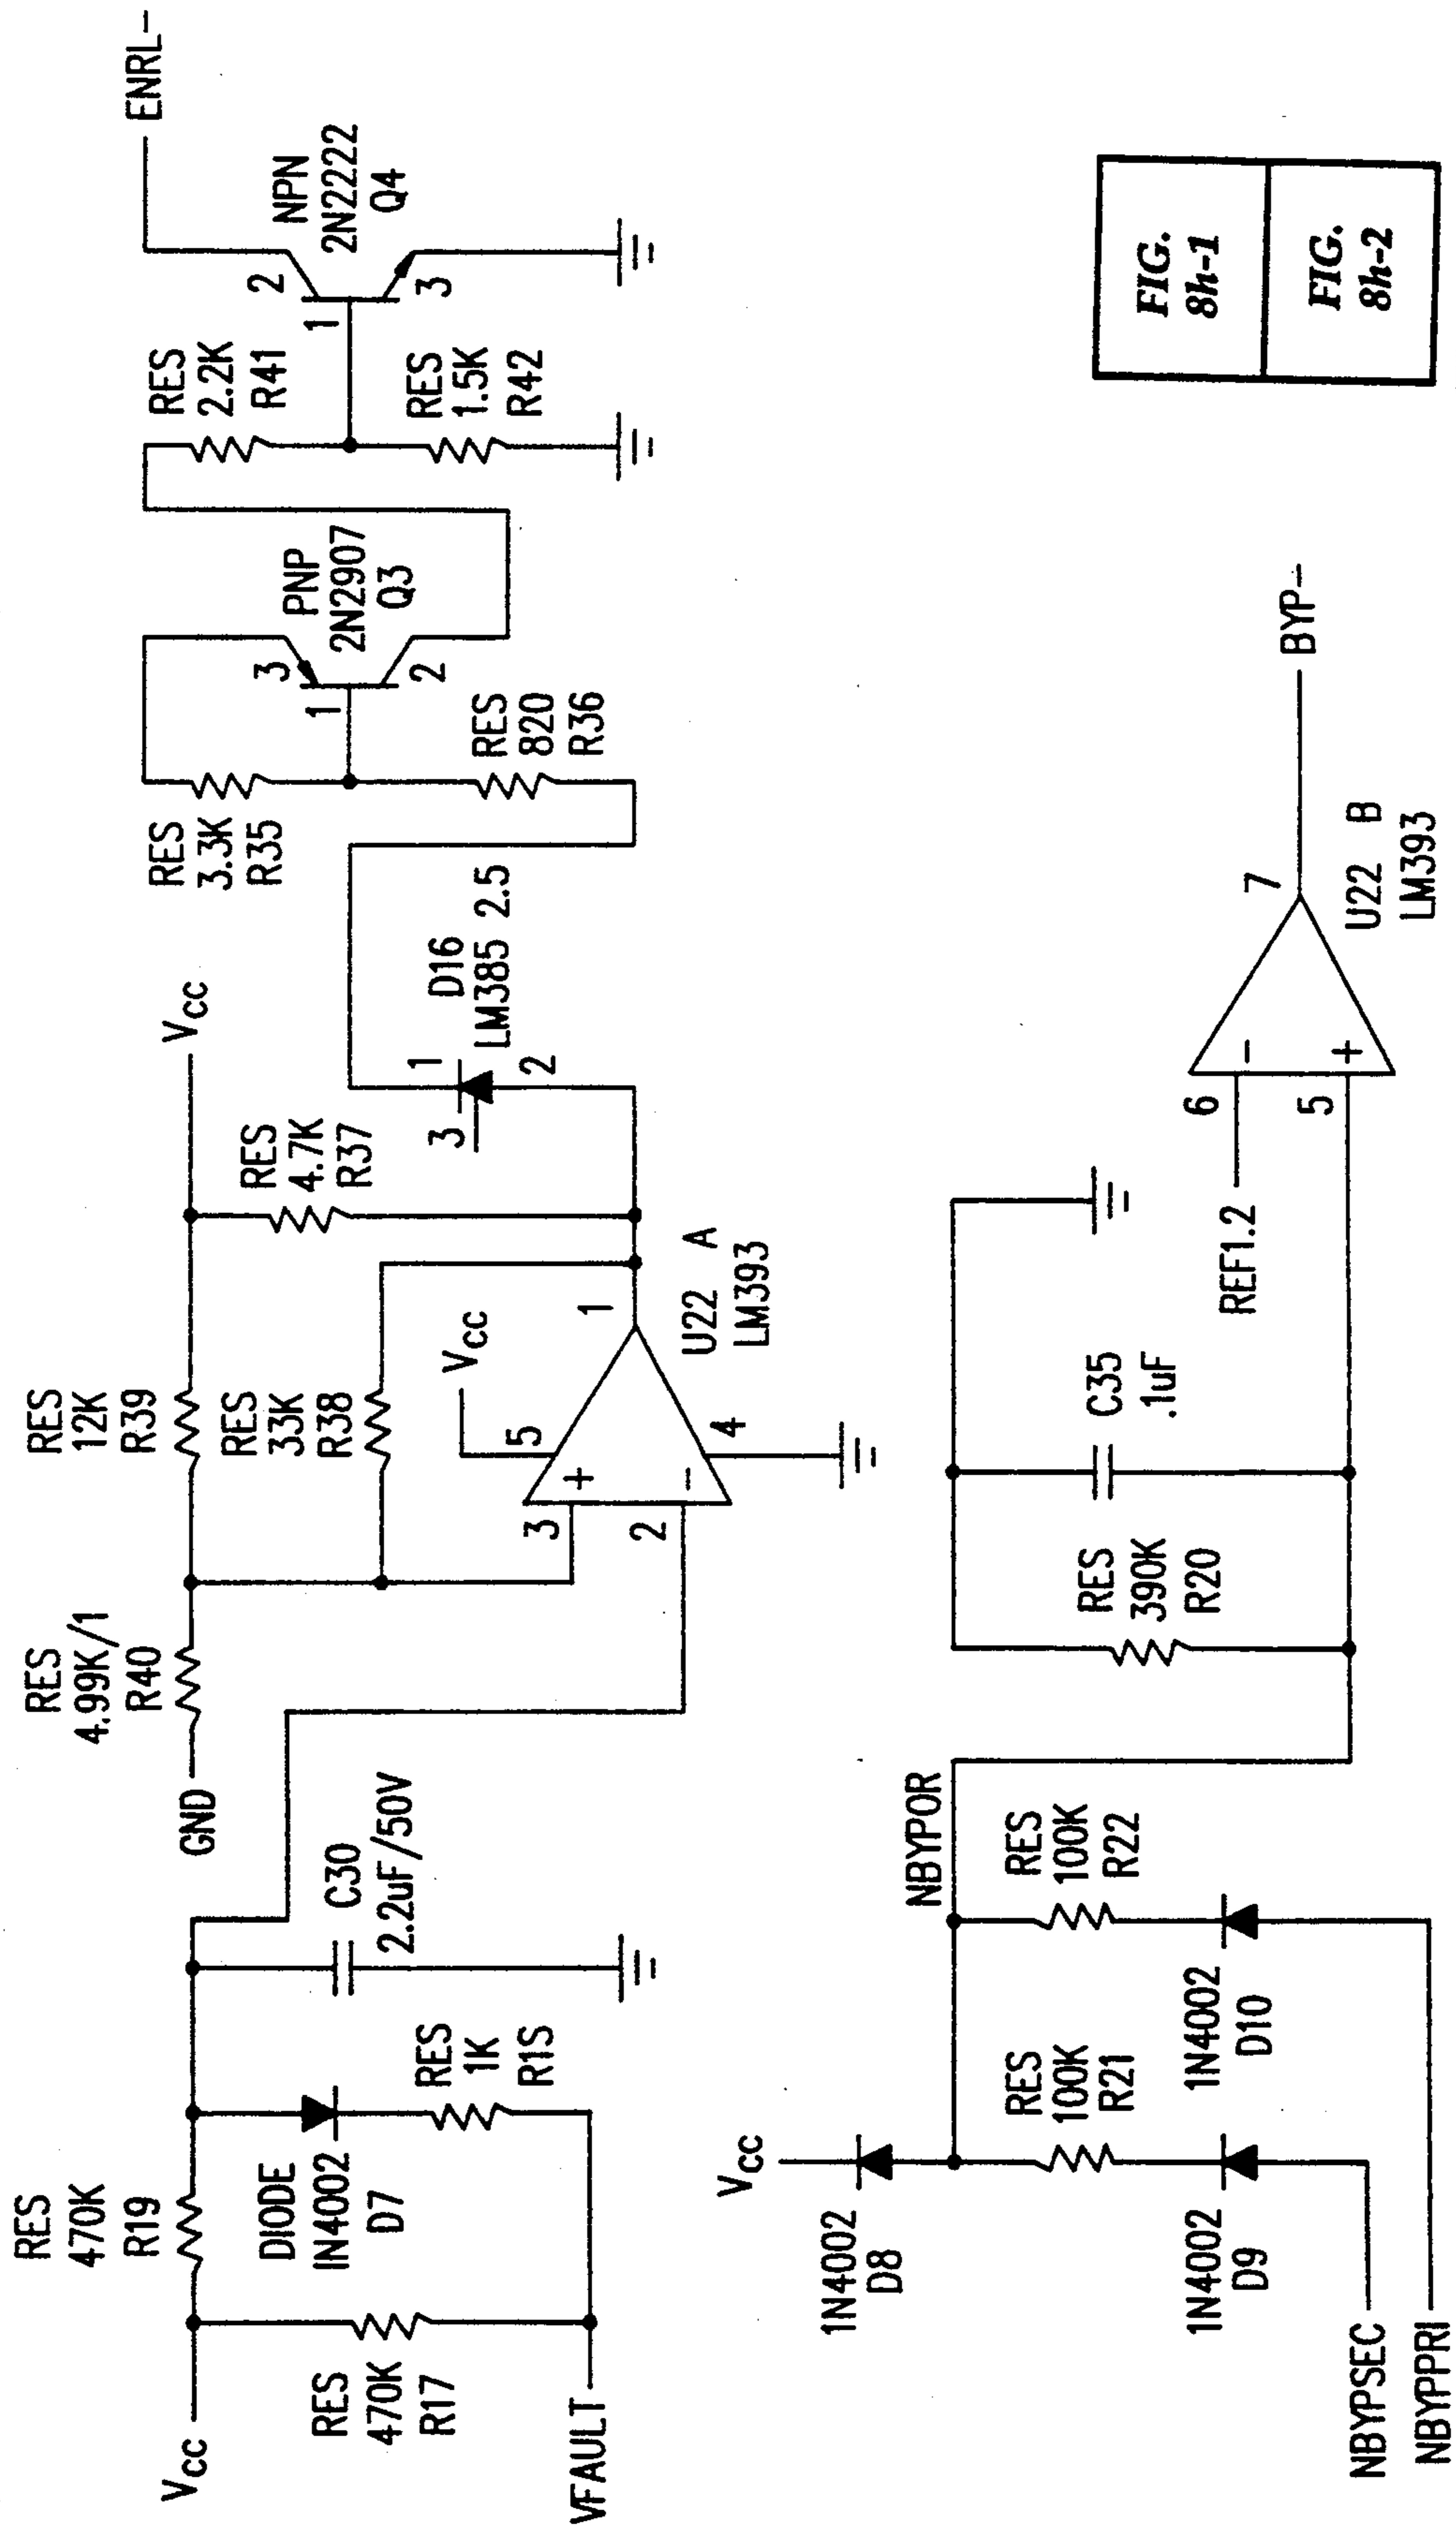 VCC
VFAULT
RES
470K
R17
RES
470K
R19
DIODE
IN4002
D7
RES
1K
R1S
C30
2.2uF/50V
GND
RES
4.99K/1
R40
RES
12K
R39
RES
33K
R38
VCC
3
2
+
-
5
4
1
U22 A
LM393
VCC
RES
4.7K
R37
3
1
2
D16
LM385 2.5
RES
3.3K
R35
RES
820
R36
1
3
2
PNP
2N2907
Q3
RES
2.2K
R41
RES
1.5K
R42
1
2
3
NPN
2N2222
Q4
ENRL-
NBYPSEC
NBYPPRI
VCC
1N4002
D8
1N4002
D9
RES
100K
R21
1N4002
D10
RES
100K
R22
NBYPOR
RES
390K
R20
C35
.1uF
REF1.2
6
5
-
+
7
U22 B
LM393
BYP-
FIG.
8h-1
FIG.
8h-2